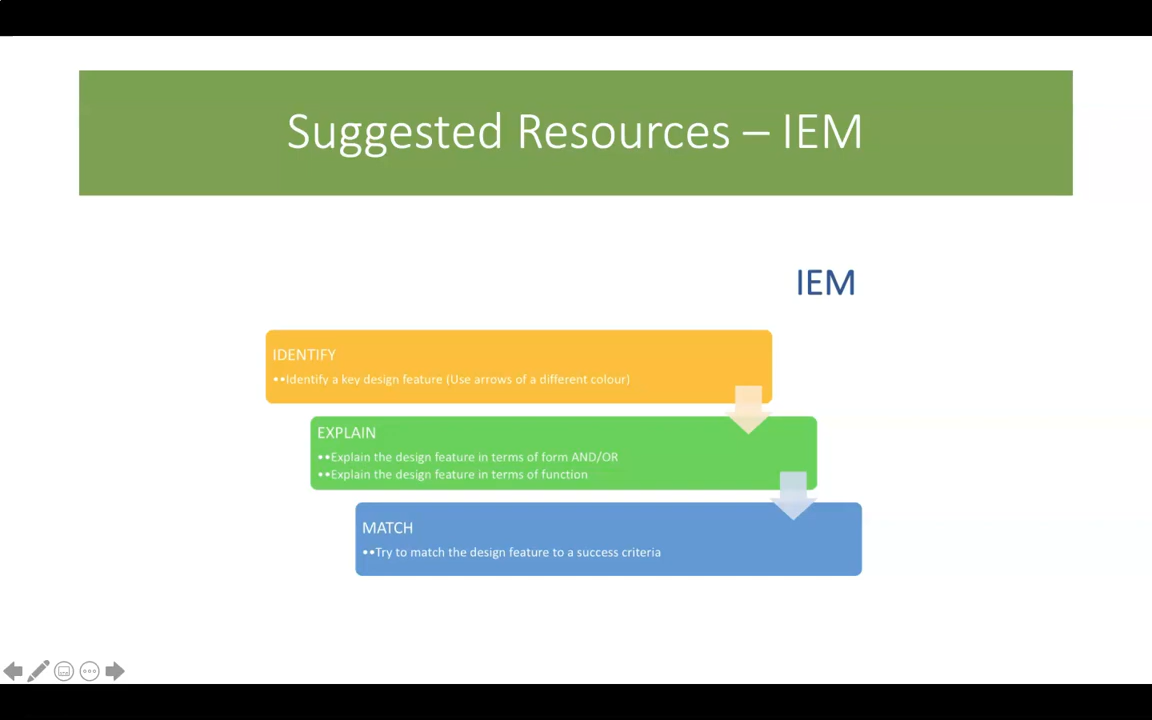 Suggested Resources – IEM
IEM
IDENTIFY
••Identify a key design feature (Use arrows of a different colour)
EXPLAIN
••Explain the design feature in terms of form AND/OR
••Explain the design feature in terms of function
MATCH
••Try to match the design feature to a success criteria